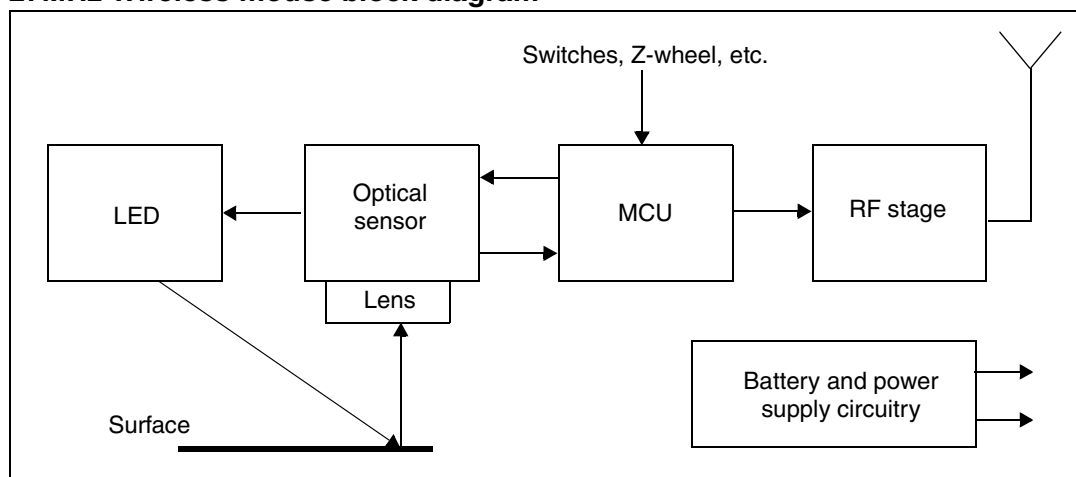 Switches, Z-wheel, etc.
LED
Optical
sensor
MCU
RF stage
Lens
Battery and power
supply circuitry
Surface